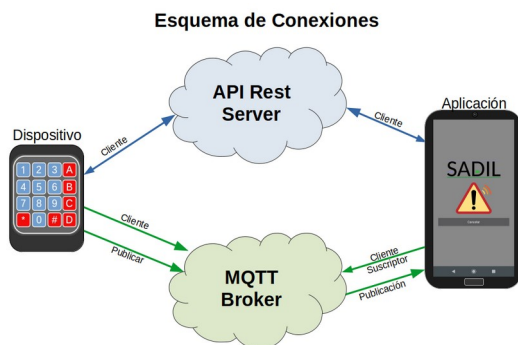 Esquema de Conexiones
API Rest
Server
Cliente
Cliente
Dispositivo
Aplicación
1 2 3 A
4 5 6 B
7 8 9 C
* 0 # D
SADIL
Cliente
Publicar
MQTT
Broker
Cliente
Suscriptor
Publicación